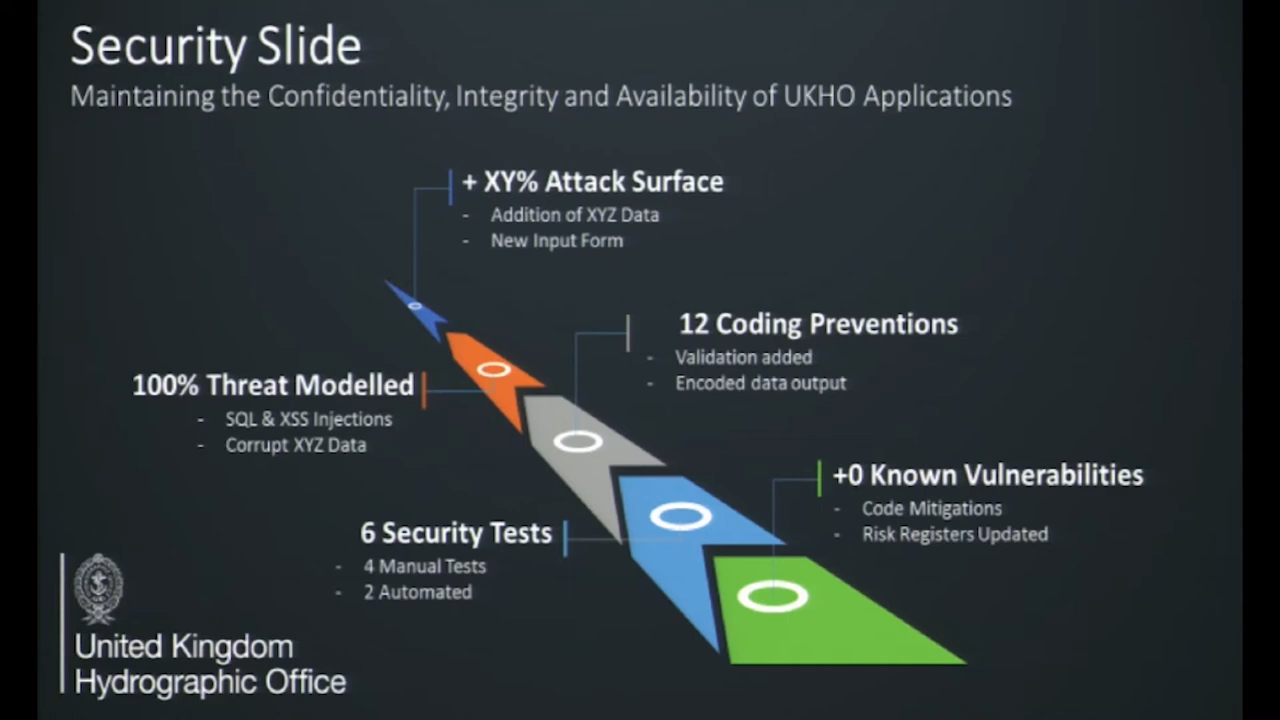 Security Slide
Maintaining the Confidentiality, Integrity and Availability of UKHO Applications
+ XY% Attack Surface
- Addition of XYZ Data
- New Input Form
12 Coding Preventions
- Validation added
- Encoded data output
100% Threat Modelled
- SQL & XSS Injections
- Corrupt XYZ Data
+0 Known Vulnerabilities
- Code Mitigations
- Risk Registers Updated
6 Security Tests
- 4 Manual Tests
- 2 Automated
United Kingdom
Hydrographic Office